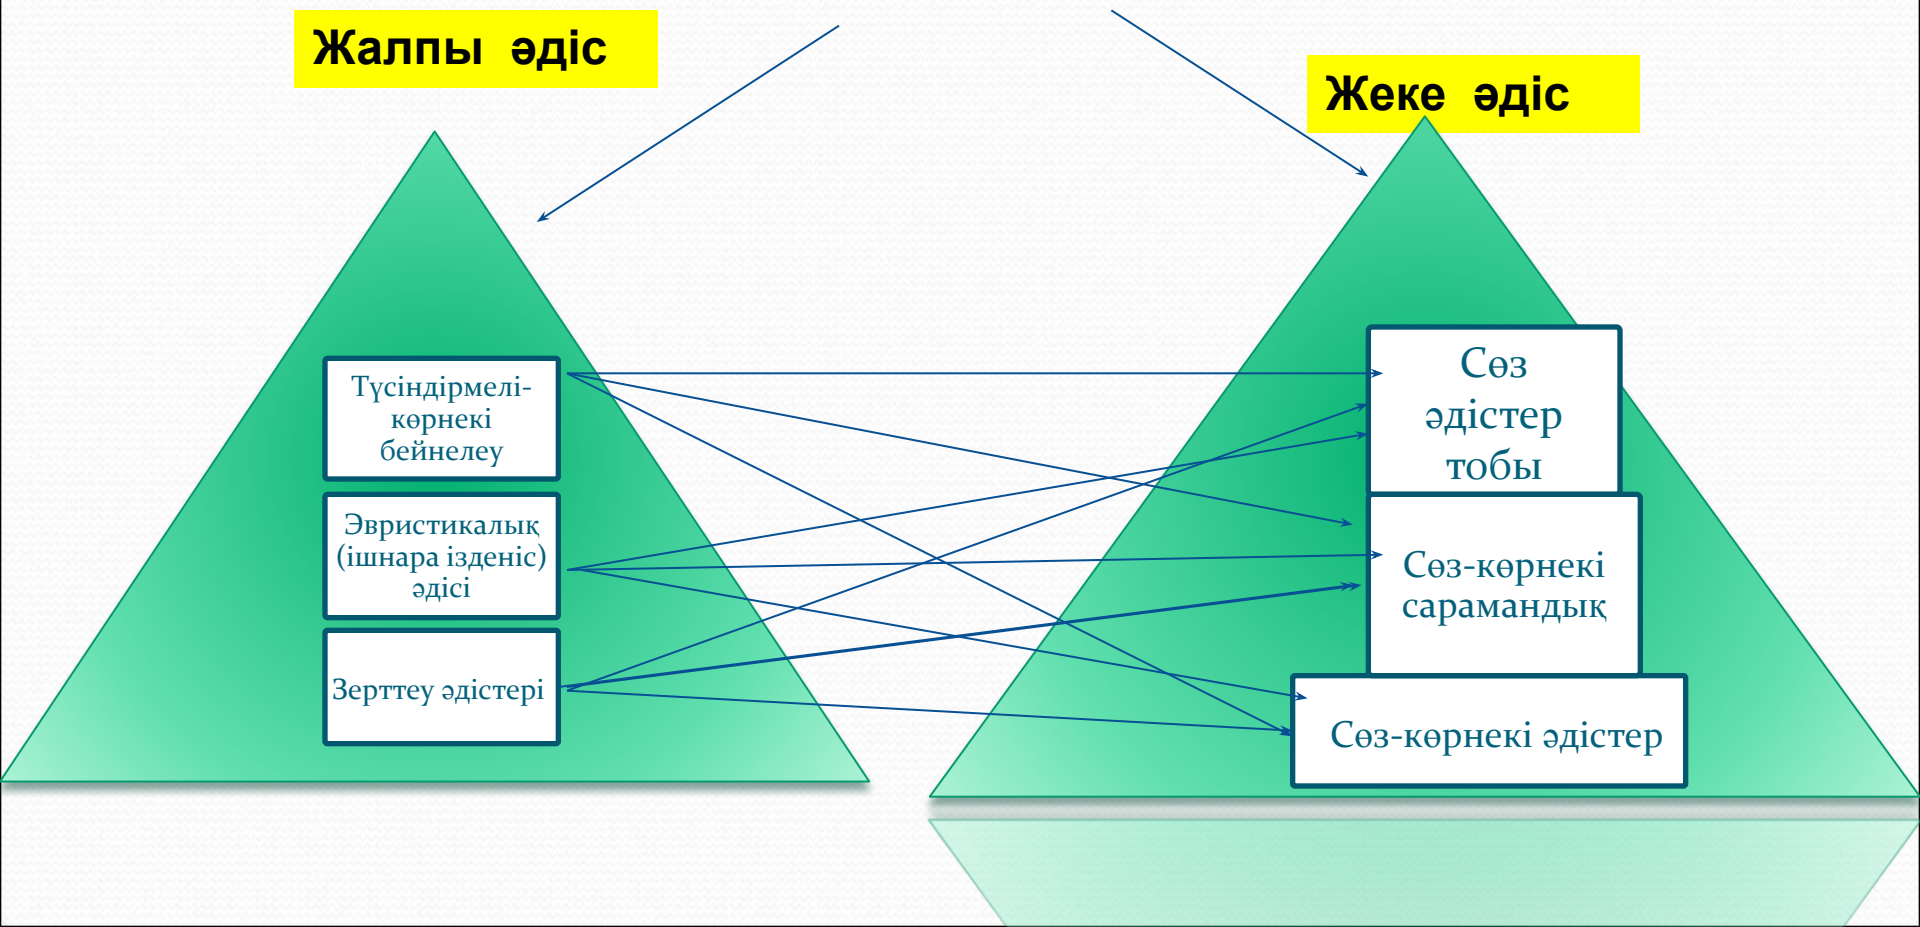 Жалпы әдіс
Жеке әдіс
Түсіндірмелі-
көрнекі
бейнелеу
Эвристикалық
(ішнара ізденіс)
әдісі
Зерттеу әдістері
Сөз
әдістер
тобы
Сөз-көрнекі
сарамандық
Сөз-көрнекі әдістер